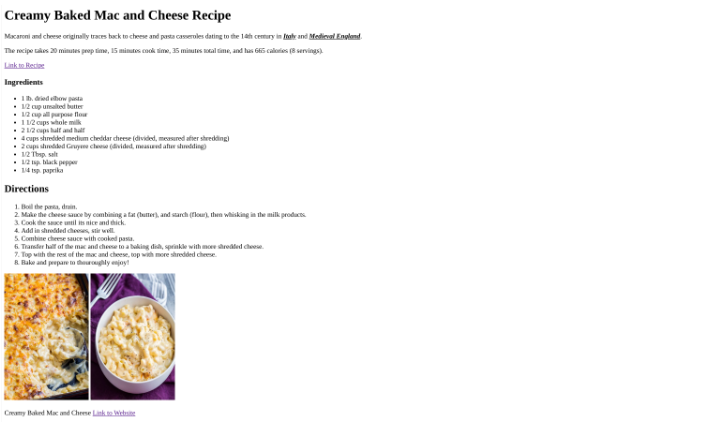 Creamy Baked Mac and Cheese Recipe
Macaroni and cheese originally traces back to cheese and pasta casseroles dating to the 14th century in Italy and Medieval England.
The recipe takes 20 minutes prep time, 15 minutes cook time, 35 minutes total time, and has 665 calories (8 servings).
Link to Recipe
Ingredients
• 1 lb. dried elbow pasta
• 1/2 cup unsalted butter
• 1/2 cup all purpose flour
• 1 1/2 cups whole milk
• 2 1/2 cups half and half
• 4 cups shredded medium cheddar cheese (divided, measured after shredding)
• 2 cups shredded Gruyere cheese (divided, measured after shredding)
• 1/2 Tbsp. salt
• 1/2 tsp. black pepper
• 1/4 tsp. paprika
Directions
1. Boil the pasta, drain.
2. Make the cheese sauce by combining a fat (butter), and starch (flour), then whisking in the milk products.
3. Cook the sauce until its nice and thick.
4. Add in shredded cheeses, stir well.
5. Combine cheese sauce with cooked pasta.
6. Transfer half of the mac and cheese to a baking dish, sprinkle with more shredded cheese.
7. Top with the rest of the mac and cheese, top with more shredded cheese.
8. Bake and prepare to thouroughly enjoy!
Creamy Baked Mac and Cheese Link to Website